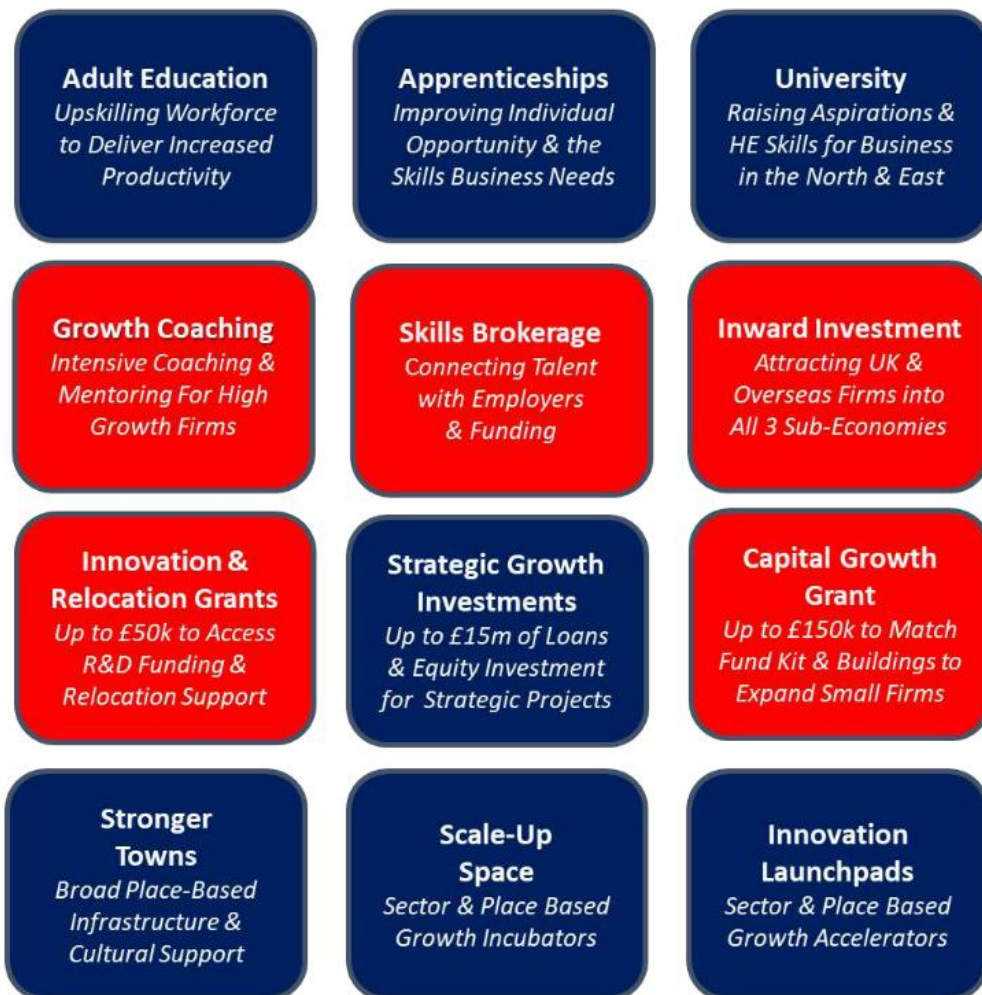 Adult Education
Upskilling Workforce
to Deliver Increased
Productivity
Apprenticeships
Improving Individual
Opportunity & the
Skills Business Needs
University
Raising Aspirations &
HE Skills for Business
in the North & East
Growth Coaching
Intensive Coaching &
Mentoring For High
Growth Firms
Skills Brokerage
Connecting Talent
with Employers
& Funding
Inward Investment
Attracting UK &
Overseas Firms into
All 3 Sub-Economies
Innovation &
Relocation Grants
Up to £50k to Access
R&D Funding &
Relocation Support
Strategic Growth
Investments
Up to £15m of Loans
& Equity Investment
for Strategic Projects
Capital Growth
Grant
Up to £150k to Match
Fund Kit & Buildings to
Expand Small Firms
Stronger
Towns
Broad Place-Based
Infrastructure &
Cultural Support
Scale-Up
Space
Sector & Place Based
Growth Incubators
Innovation
Launchpads
Sector & Place Based
Growth Accelerators